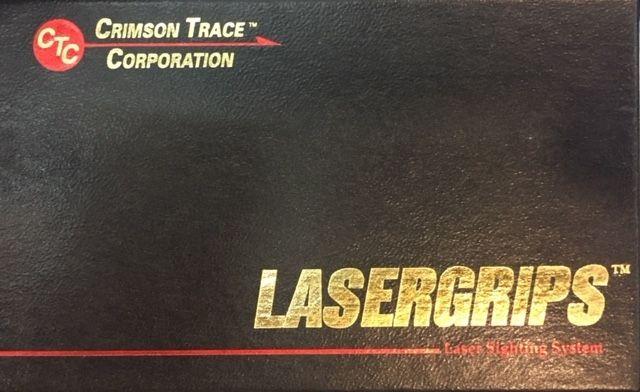 CTC
CRIMSON TRACE™
CORPORATION
LASERGRIPS™
Laser Sighting System